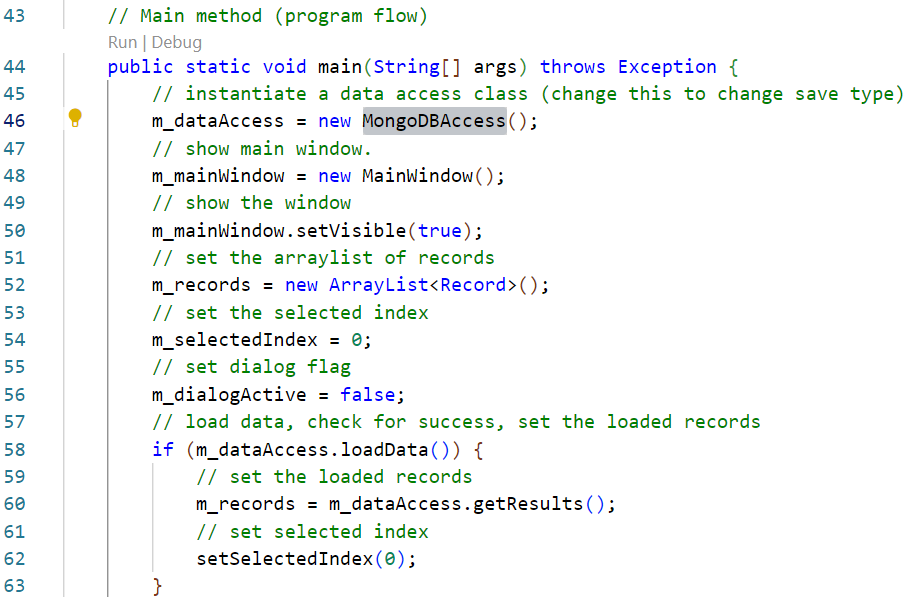 43 // Main method (program flow)
Run | Debug
44 public static void main(String[] args) throws Exception {
45 // instantiate a data access class (change this to change save type)
46 m_dataAccess = new MongoDBAccess();
47 // show main window.
48 m_mainWindow = new MainWindow();
49 // show the window
50 m_mainWindow.setVisible(true);
51 // set the arraylist of records
52 m_records = new ArrayList<Record>();
53 // set the selected index
54 m_selectedIndex = 0;
55 // set dialog flag
56 m_dialogActive = false;
57 // load data, check for success, set the loaded records
58 if (m_dataAccess.loadData()) {
59 // set the loaded records
60 m_records = m_dataAccess.getResults();
61 // set selected index
62 setSelectedIndex(0);
63 }